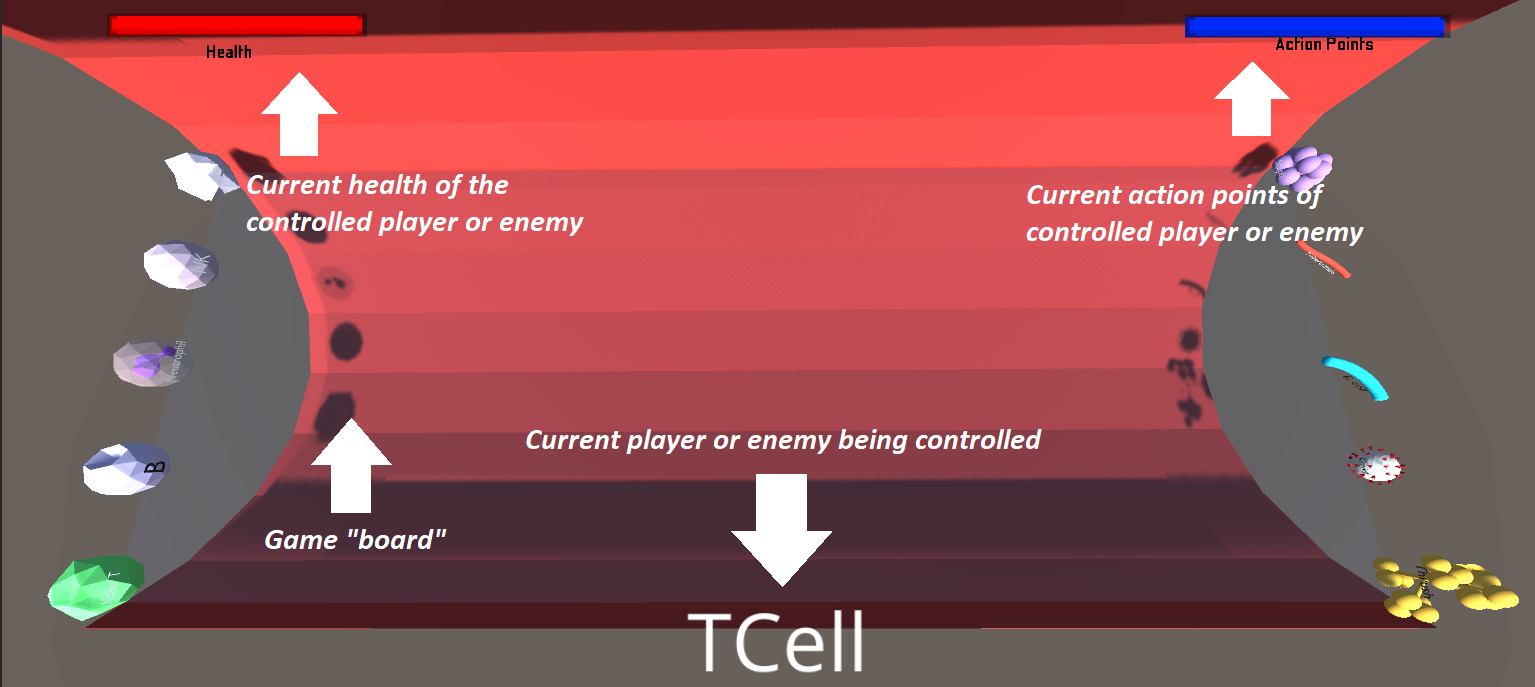 Health
Action Points
Current health of the
controlled player or enemy
Current action points of
controlled player or enemy
Current player or enemy being controlled
B
Game "board"
TCell